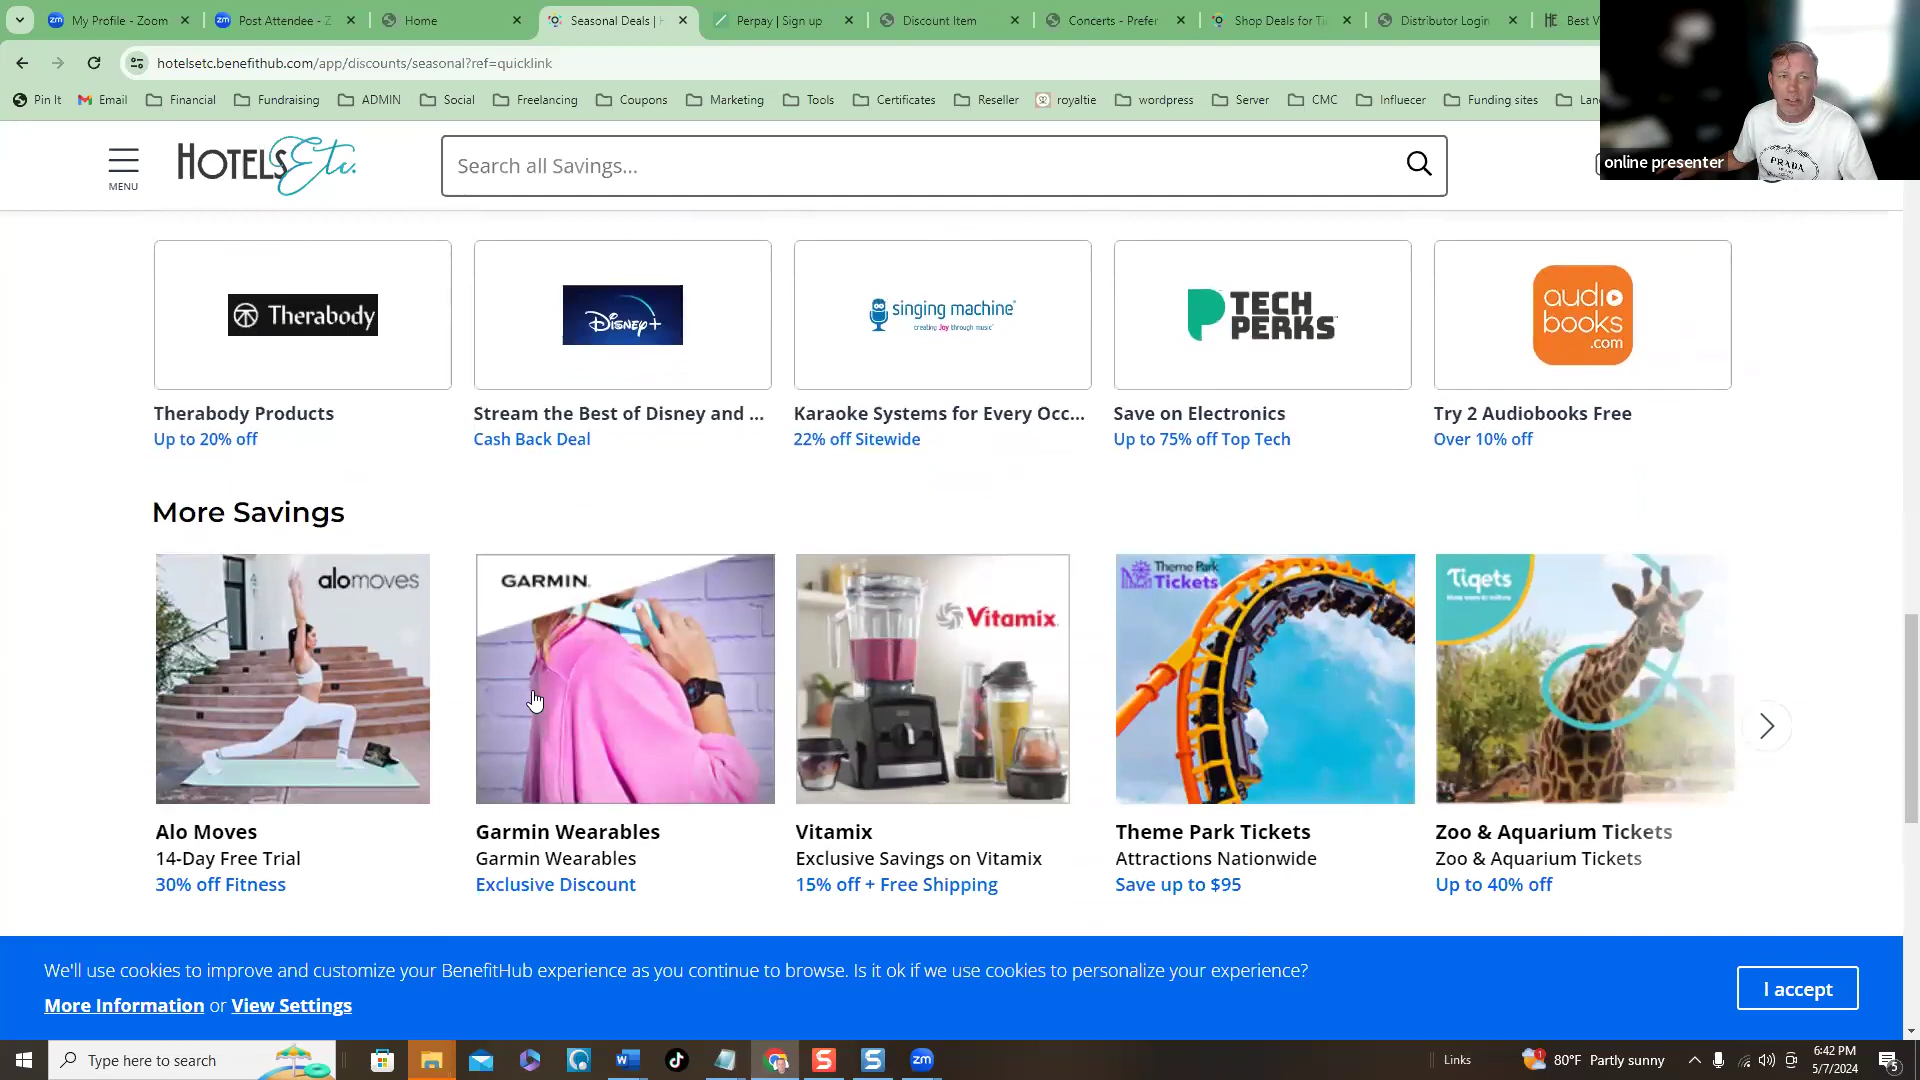 My Profile - Zoom
Post Attendee - Z
Home
Seasonal Deals | H
Perpay | Sign up
Discount Item
Concerts - Prefer
Shop Deals for Ti
Distributor Login
HE Best V
hotelsetc.benefithub.com/app/discounts/seasonal?ref=quicklink
Pin It Email Financial Fundraising ADMIN Social Freelancing Coupons Marketing Tools Certificates Reseller royaltie wordpress Server CMC Influecer Funding sites Lan
online presenter
PRADA
MENU
HOTELS Etc.
Search all Savings...
Therabody
Disney+
singing machine
creating Joy through music
TECH PERKS
audio books .com
Therabody Products
Up to 20% off
Stream the Best of Disney and ...
Cash Back Deal
Karaoke Systems for Every Occ...
22% off Sitewide
Save on Electronics
Up to 75% off Top Tech
Try 2 Audiobooks Free
Over 10% off
More Savings
alomoves
GARMIN.
Vitamix.
Theme Park Tickets
Tiqets
Alo Moves
14-Day Free Trial
30% off Fitness
Garmin Wearables
Garmin Wearables
Exclusive Discount
Vitamix
Exclusive Savings on Vitamix
15% off + Free Shipping
Theme Park Tickets
Attractions Nationwide
Save up to $95
Zoo & Aquarium Tickets
Zoo & Aquarium Tickets
Up to 40% off
We'll use cookies to improve and customize your BenefitHub experience as you continue to browse. Is it ok if we use cookies to personalize your experience?
More Information or View Settings
I accept
Type here to search
Links
80°F Partly sunny
6:42 PM
5/7/2024
5